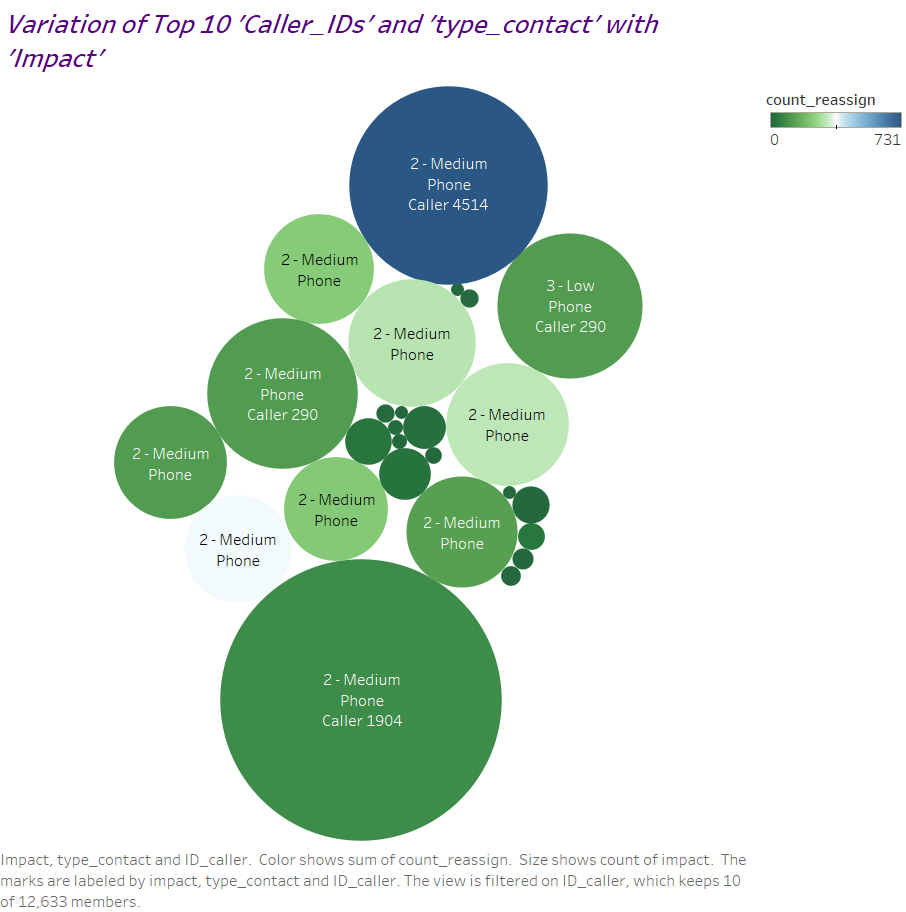 Variation of Top 10 'Caller_IDs' and 'type_contact' with
'Impact'
count_reassign
0 731
2 - Medium
Phone
Caller 4514
2 - Medium
Phone
3 - Low
Phone
Caller 290
2 - Medium
Phone
2 - Medium
Phone
Caller 290
2 - Medium
Phone
2 - Medium
Phone
2 - Medium
Phone
2 - Medium
Phone
2 - Medium
Phone
2 - Medium
Phone
Caller 1904
Impact, type_contact and ID_caller.  Color shows sum of count_reassign.  Size shows count of impact.  The
marks are labeled by impact, type_contact and ID_caller. The view is filtered on ID_caller, which keeps 10
of 12,633 members.